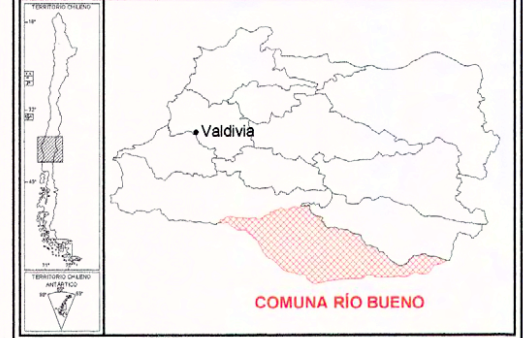 TERRITORIO CHILENO
Valdivia
COMUNA RÍO BUENO
TERRITORIO CHILENO
ANTÁRTICO